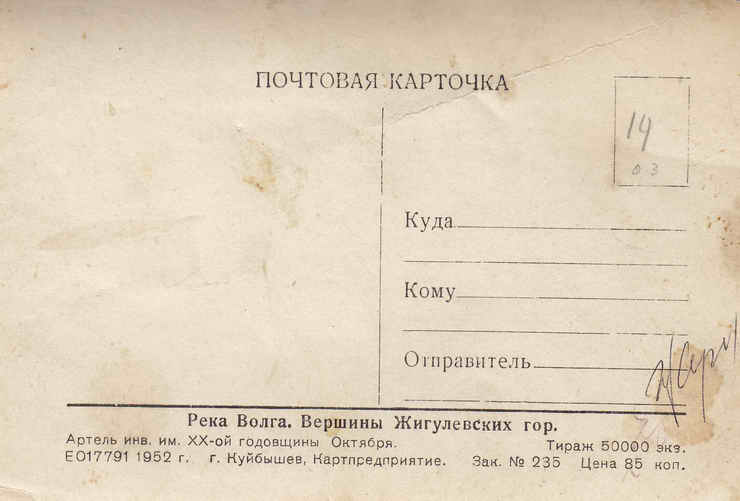 ПОЧТОВАЯ КАРТОЧКА
14
03
Куда
Кому
Отправитель
Река Волга. Вершины Жигулевских гор.
Артель инв. им. XX-ой годовщины Октября. Тираж 50000 экз.
ЕО17791 1952 г. г. Куйбышев, Картпредприятие. Зак. № 235 Цена 85 коп.